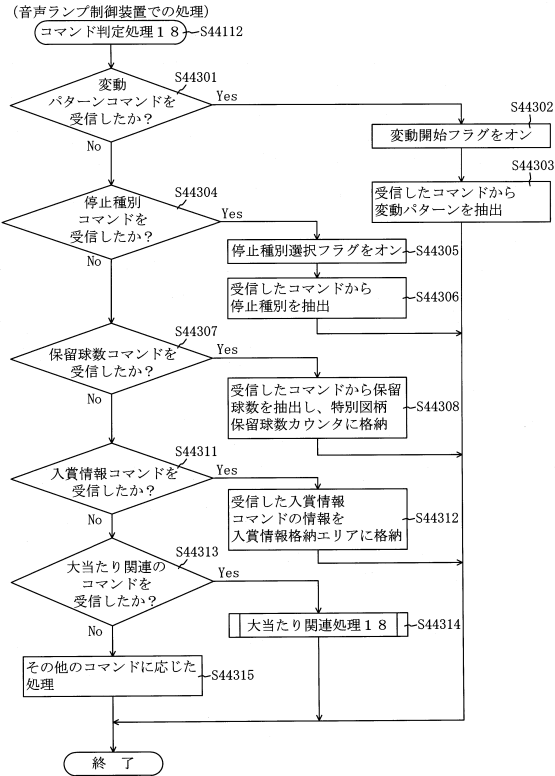 (音声ランプ制御装置での処理)
コマンド判定処理18
S44112
変動
パターンコマンドを
受信したか？
S44301
Yes
No
S44302
変動開始フラグをオン
S44303
受信したコマンドから
変動パターンを抽出
停止種別
コマンドを
受信したか？
S44304
Yes
No
停止種別選択フラグをオン
S44305
受信したコマンドから
停止種別を抽出
S44306
保留球数コマンドを
受信したか？
S44307
Yes
No
受信したコマンドから保留
球数を抽出し、特別図柄
保留球数カウンタに格納
S44308
入賞情報コマンドを
受信したか？
S44311
Yes
No
受信した入賞情報
コマンドの情報を
入賞情報格納エリアに格納
S44312
大当たり関連の
コマンドを
受信したか？
S44313
Yes
No
大当たり関連処理18
S44314
その他のコマンドに応じた
処理
S44315
終 了